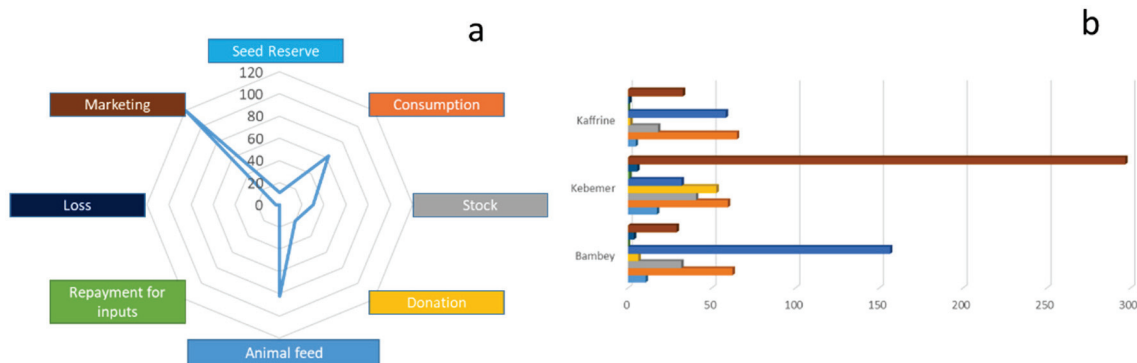 a
Seed Reserve
120
100
80
60
40
20
0
Marketing
Consumption
Loss
Stock
Repayment for
inputs
Donation
Animal feed
b
Kaffrine
Kebemer
Bambey
0 50 100 150 200 250 300